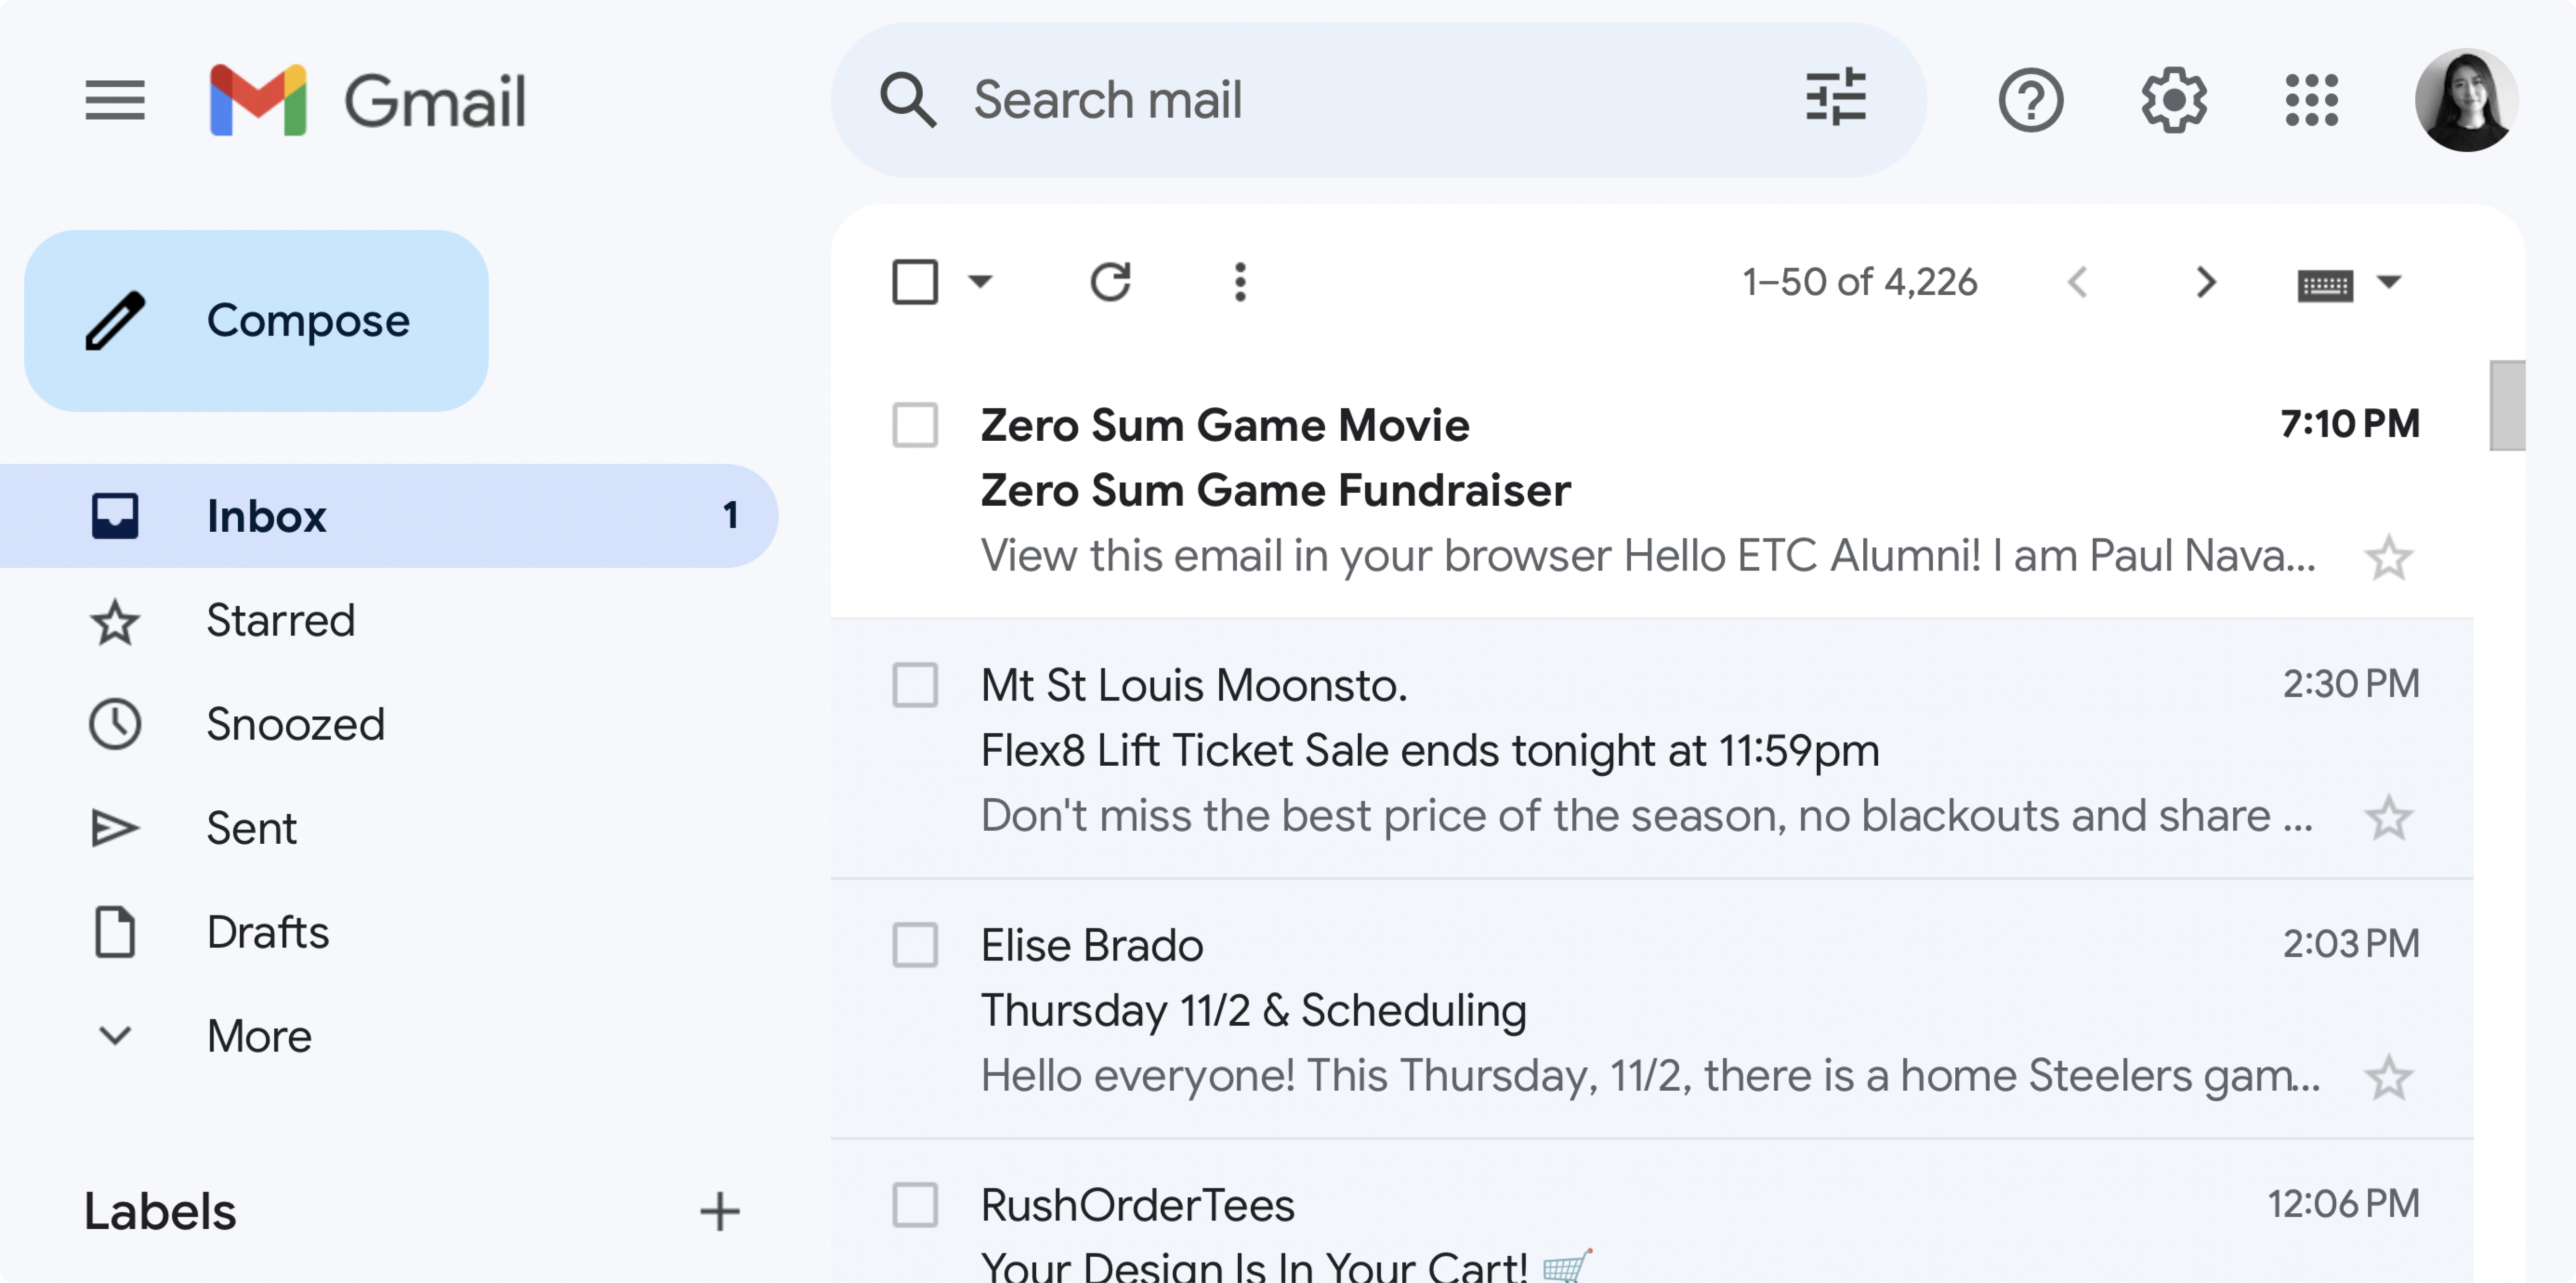 Gmail
Search mail
Compose
Inbox 1
Starred
Snoozed
Sent
Drafts
More
Labels
1–50 of 4,226
Zero Sum Game Movie 7:10 PM
Zero Sum Game Fundraiser
View this email in your browser Hello ETC Alumni! I am Paul Nava...
Mt St Louis Moonsto. 2:30 PM
Flex8 Lift Ticket Sale ends tonight at 11:59pm
Don't miss the best price of the season, no blackouts and share ...
Elise Brado 2:03 PM
Thursday 11/2 & Scheduling
Hello everyone! This Thursday, 11/2, there is a home Steelers gam...
RushOrderTees 12:06 PM
Your Design Is In Your Cart! 🛒